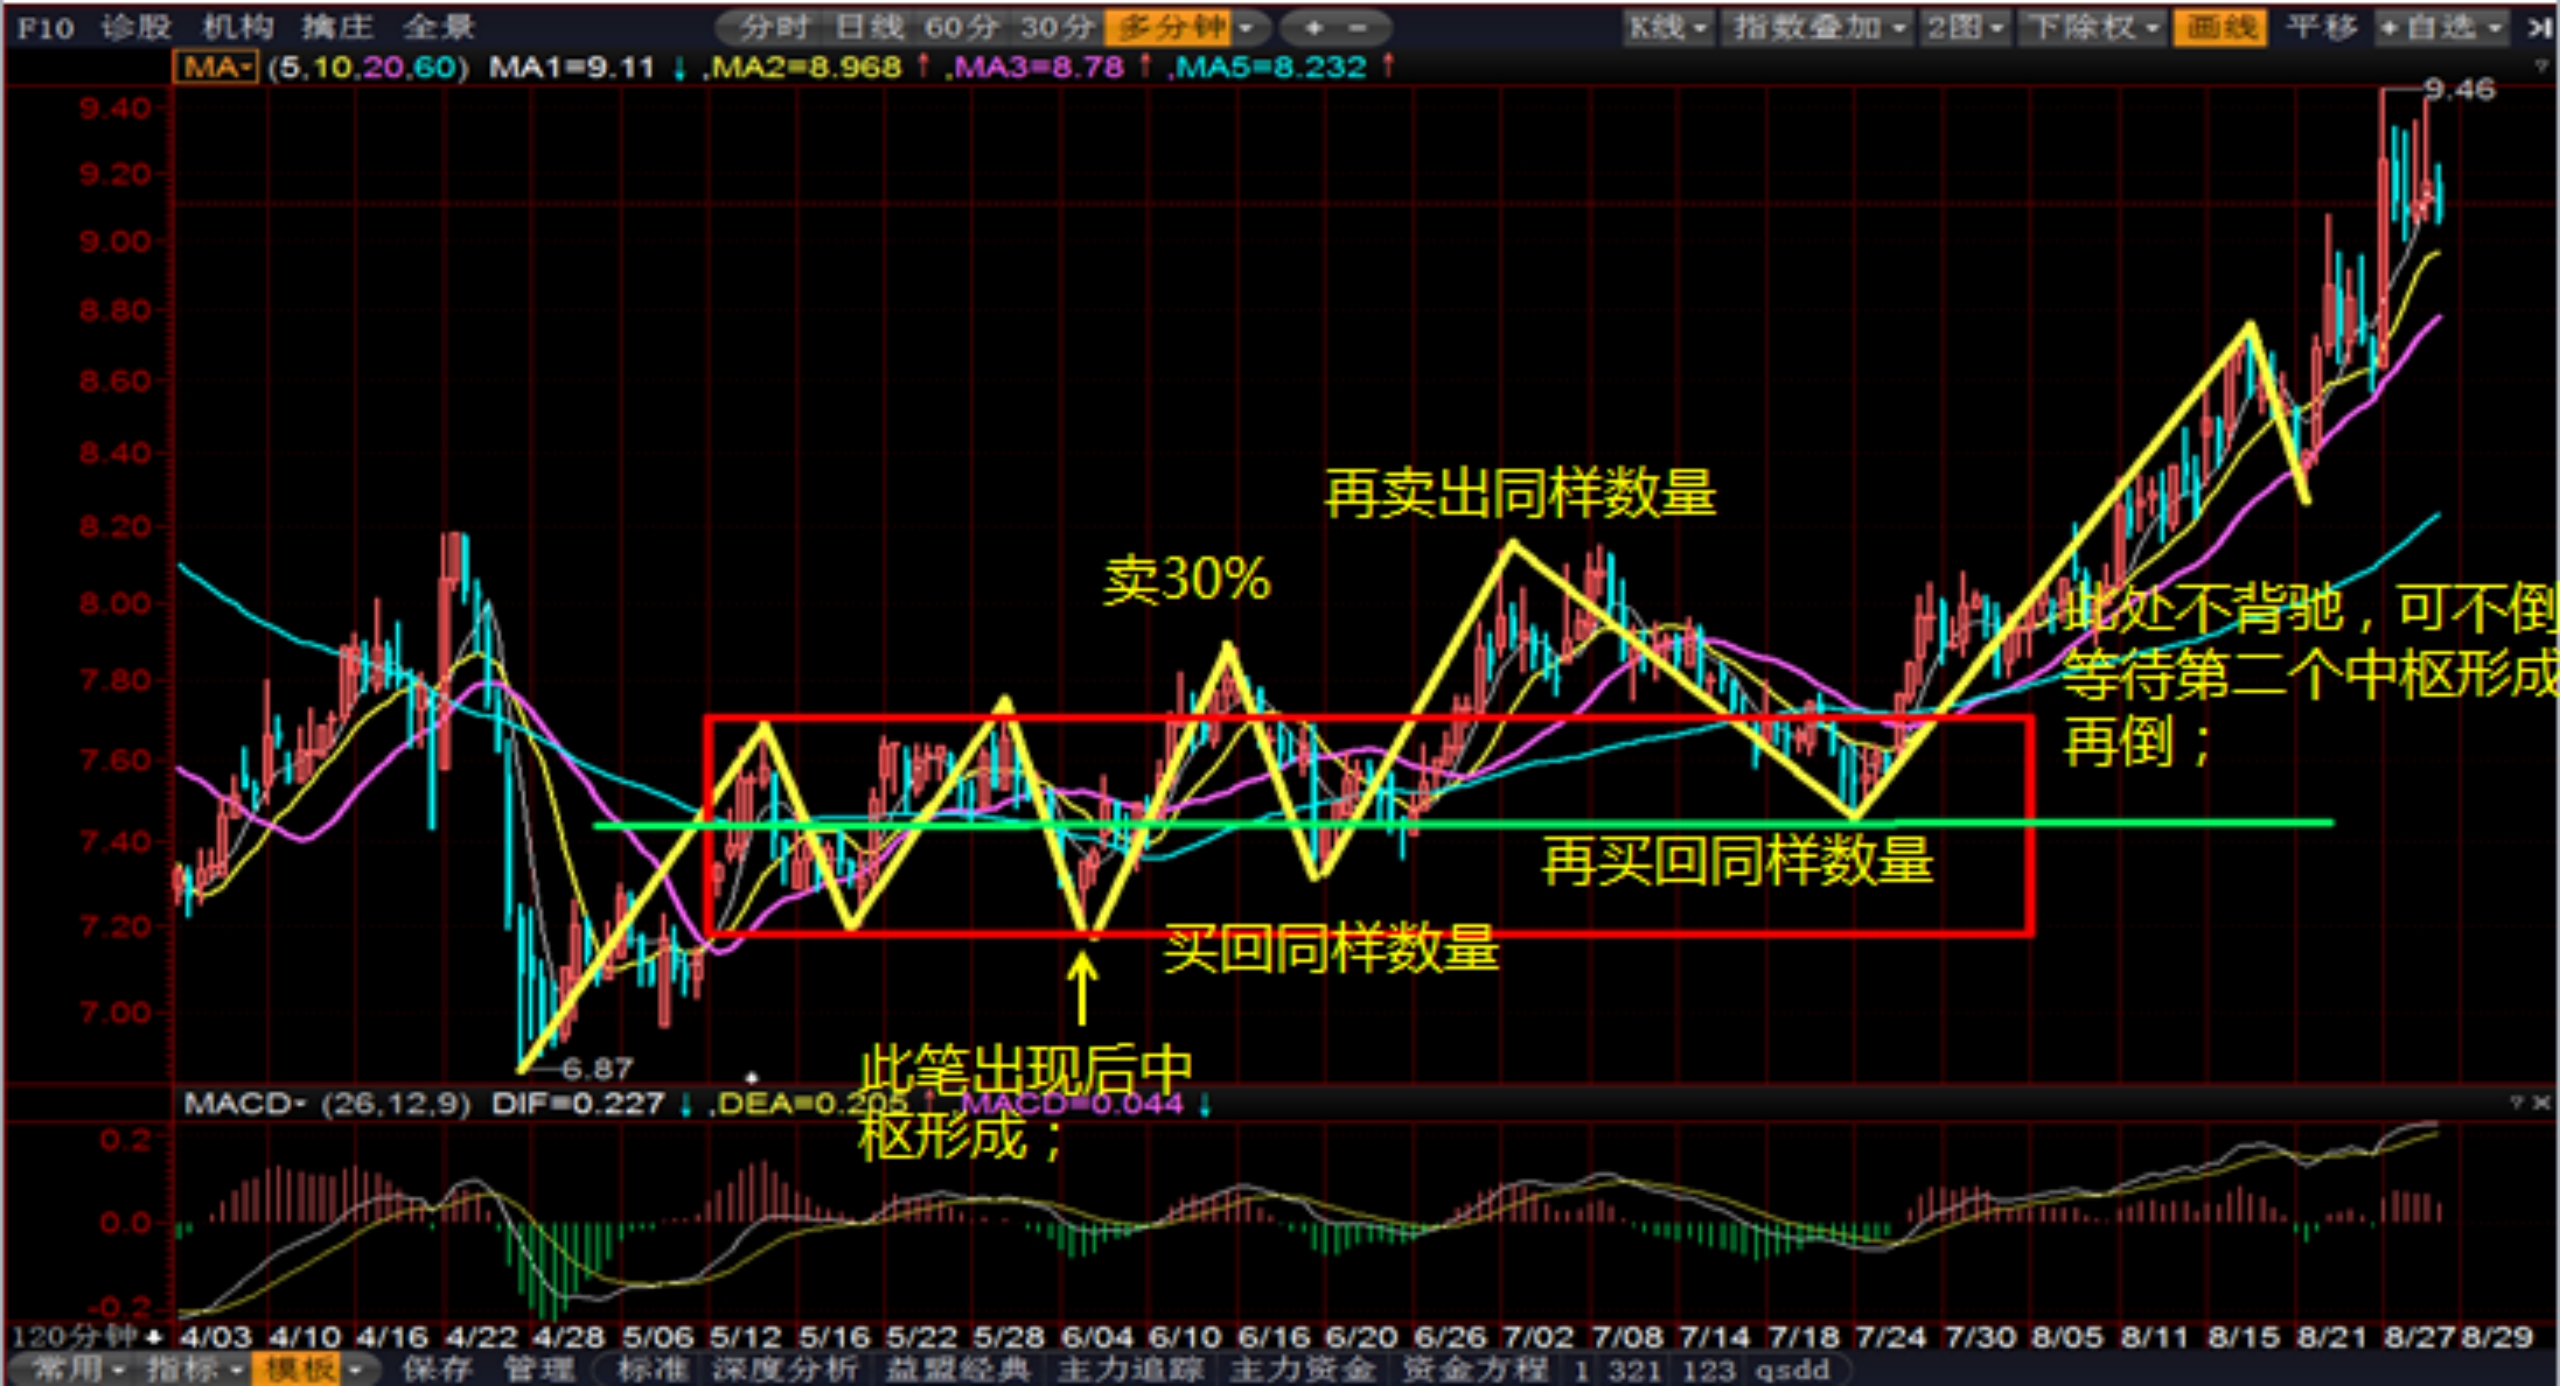 F10 诊股 机构 擒庄 全景 分时 日线 60分 30分 多分钟 + - K线 指数叠加 2图 下除权 画线 平移 +自选
MA (5,10,20,60) MA1=9.11 ↓ ,MA2=8.968 ↑ ,MA3=8.78 ↑ ,MA5=8.232 ↑ ?
9.46
9.40
9.20
9.00
8.80
8.60
8.40
8.20
8.00
7.80
7.60
7.40
7.20
7.00
再卖出同样数量
卖30%
此处不背驰，可不倒
等待第二个中枢形成
再倒；
再买回同样数量
买回同样数量
6.87
此笔出现后中
枢形成；
MACD (26,12,9) DIF=0.227 ↓ ,DEA=0.205 ↑ ,MACD=0.044 ↓ ? ×
0.2
0.0
-0.2
120分钟 4/03 4/10 4/16 4/22 4/28 5/06 5/12 5/16 5/22 5/28 6/04 6/10 6/16 6/20 6/26 7/02 7/08 7/14 7/18 7/24 7/30 8/05 8/11 8/15 8/21 8/27 8/29
常用 指标 模板 保存 管理 标准 深度分析 益盟经典 主力追踪 主力资金 资金方程 1 321 123 qsdd